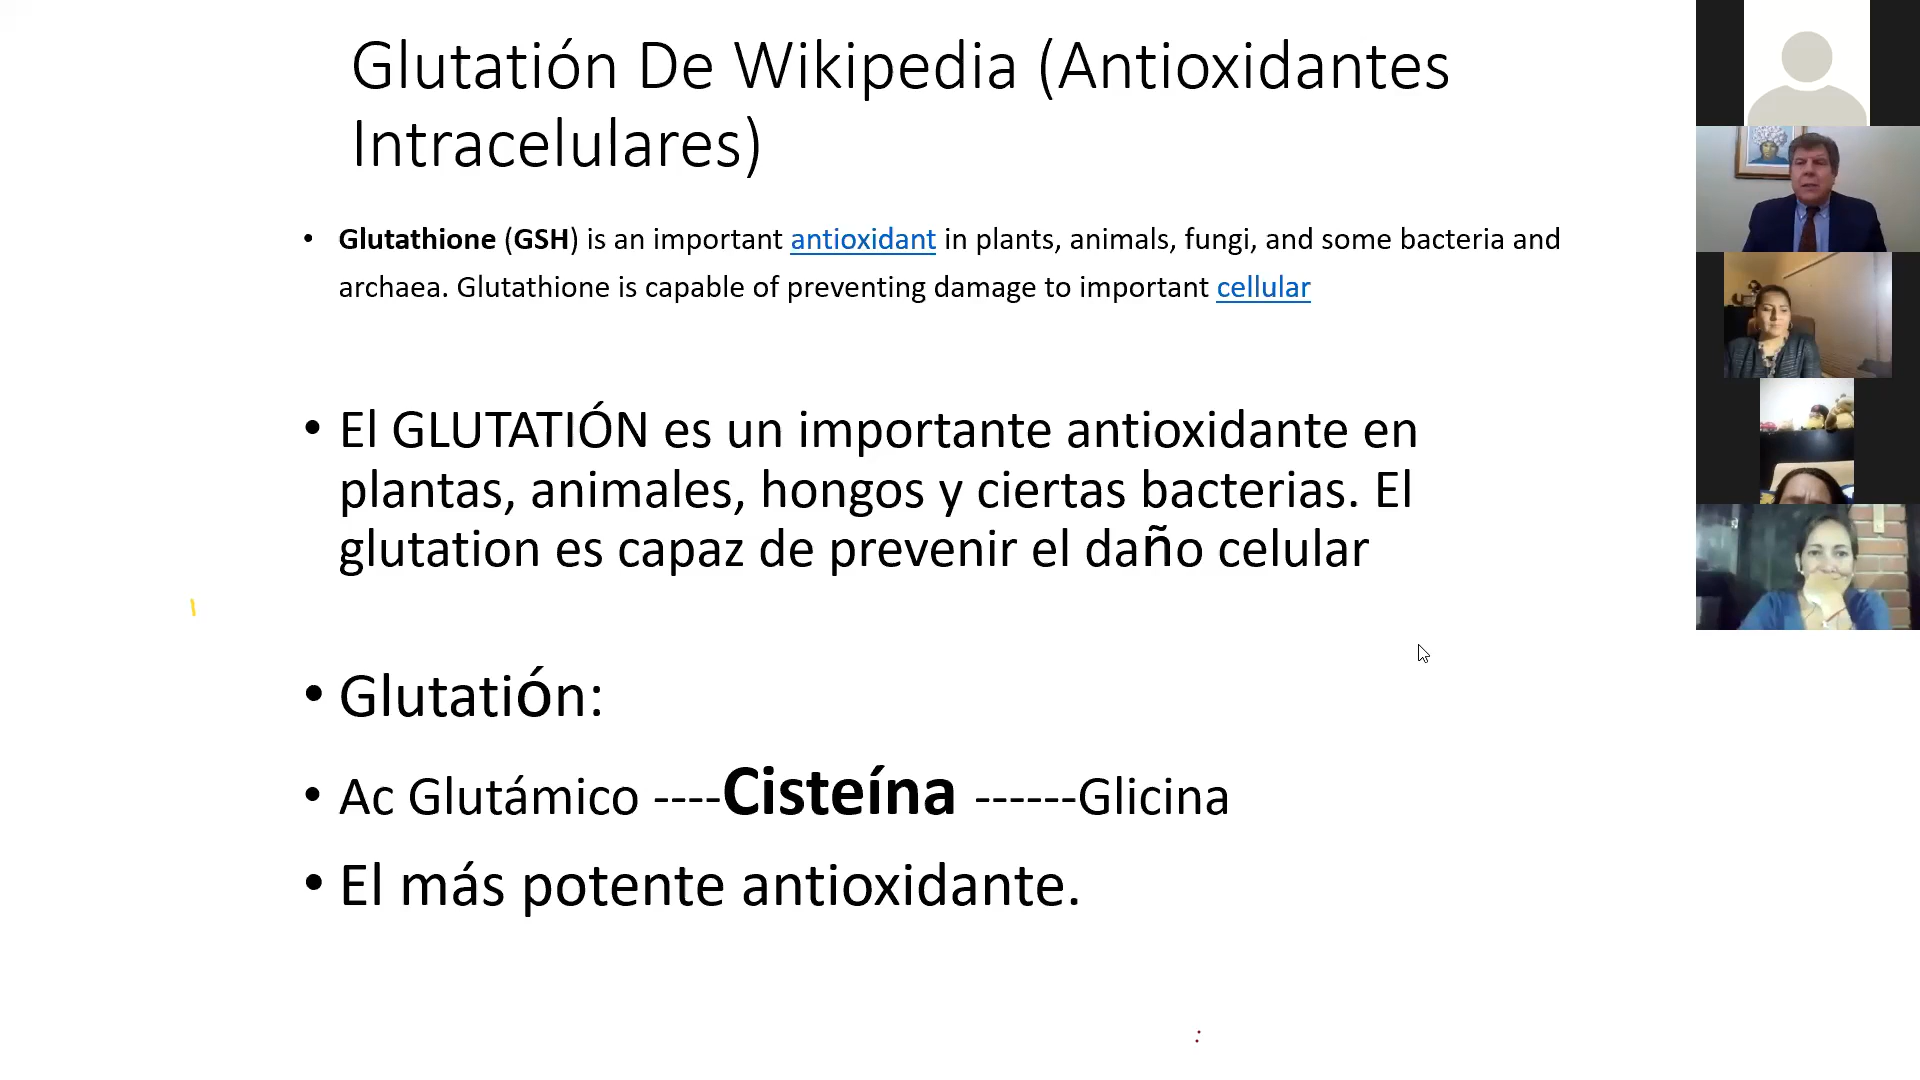 Glutatión De Wikipedia (Antioxidantes
Intracelulares)
• Glutathione (GSH) is an important antioxidant in plants, animals, fungi, and some bacteria and
archaea. Glutathione is capable of preventing damage to important cellular
• El GLUTATIÓN es un importante antioxidante en
plantas, animales, hongos y ciertas bacterias. El
glutation es capaz de prevenir el daño celular
• Glutatión:
• Ac Glutámico ----Cisteína ------Glicina
• El más potente antioxidante.